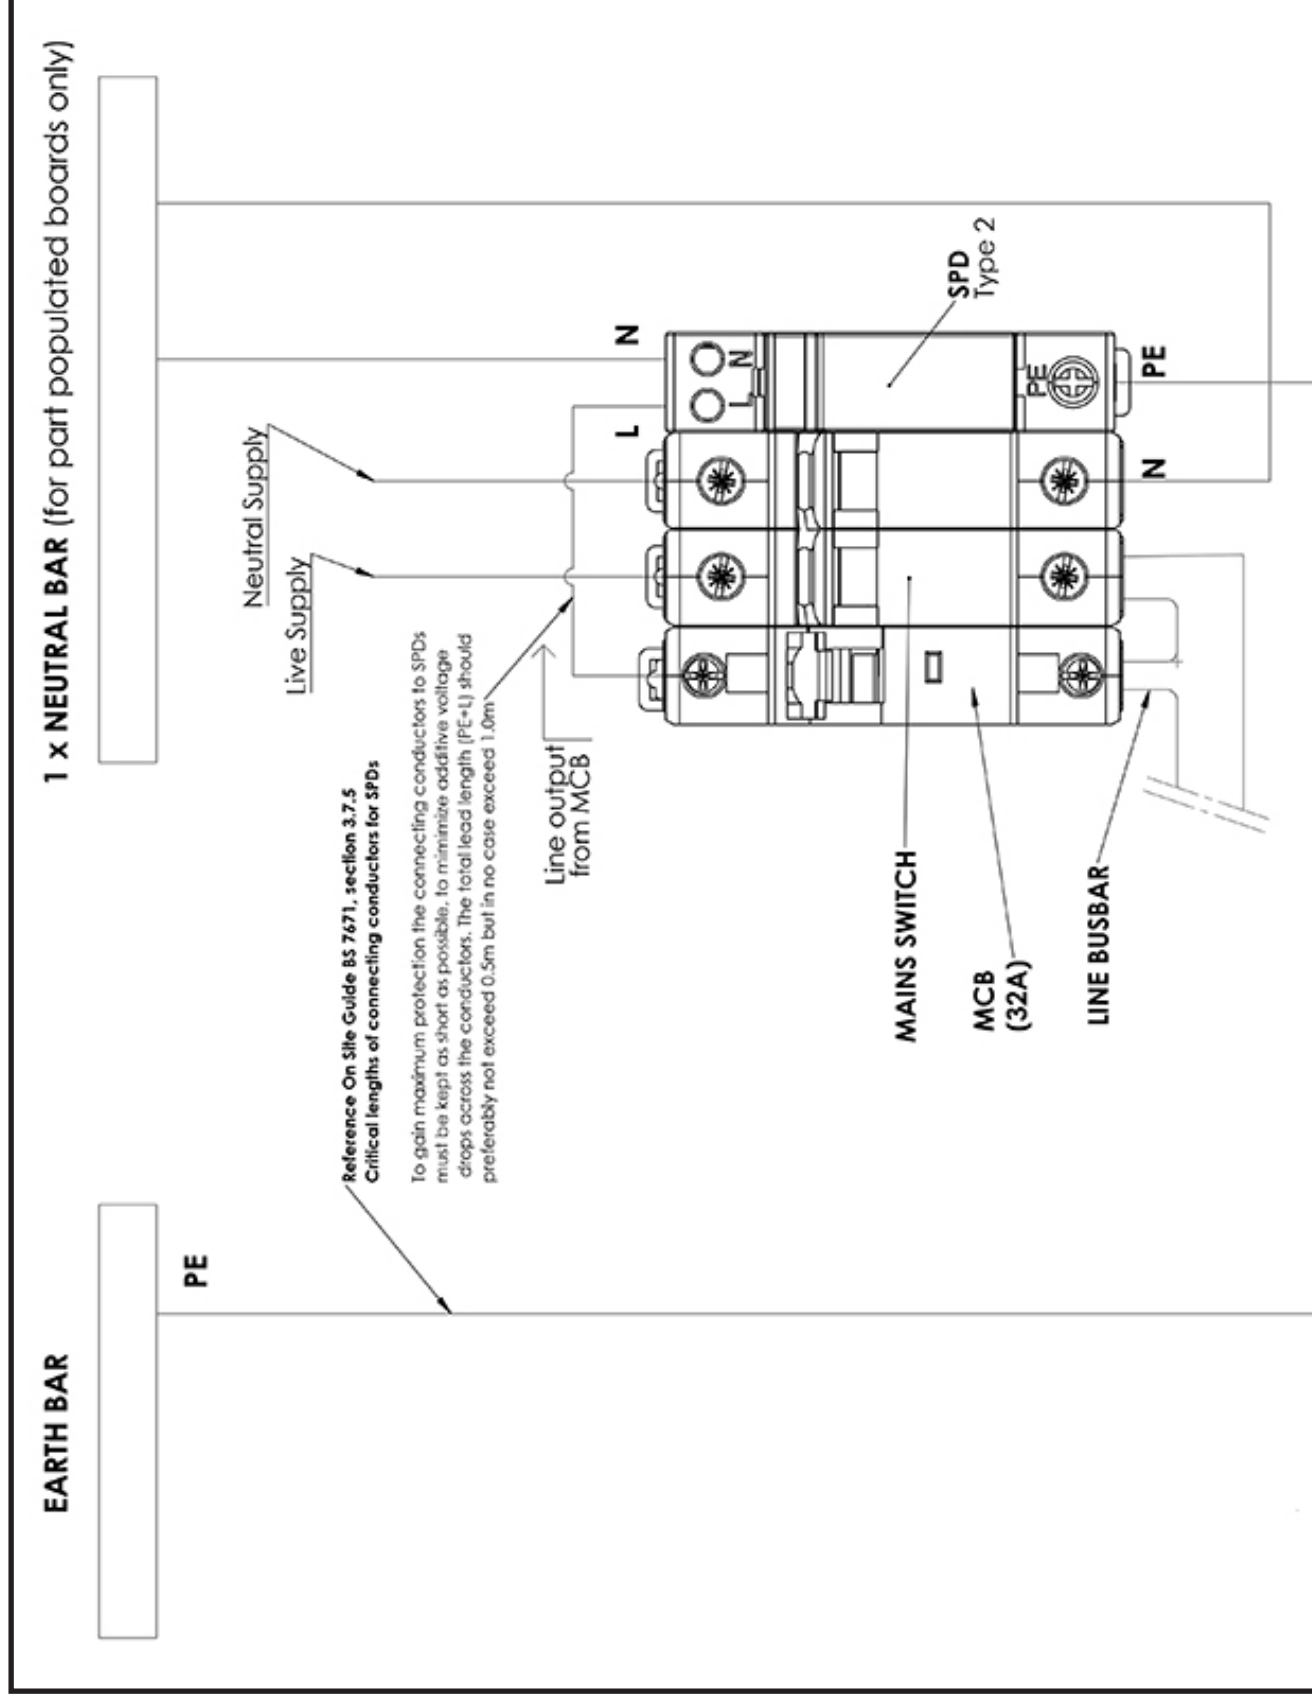 EARTH BAR
1 x NEUTRAL BAR (for part populated boards only)
PE
Neutral Supply
Live Supply
Reference On Site Guide BS 7671, section 3.7.5
Critical lengths of connecting conductors for SPDs
To gain maximum protection the connecting conductors to SPDs
must be kept as short as possible, to minimize additive voltage
drops across the conductors. The total lead length (PE+L) should
preferably not exceed 0.5m but in no case exceed 1.0m
Line output
from MCB
L
N
L
N
MAINS SWITCH
SPD
Type 2
MCB
(32A)
PE
LINE BUSBAR
N
PE